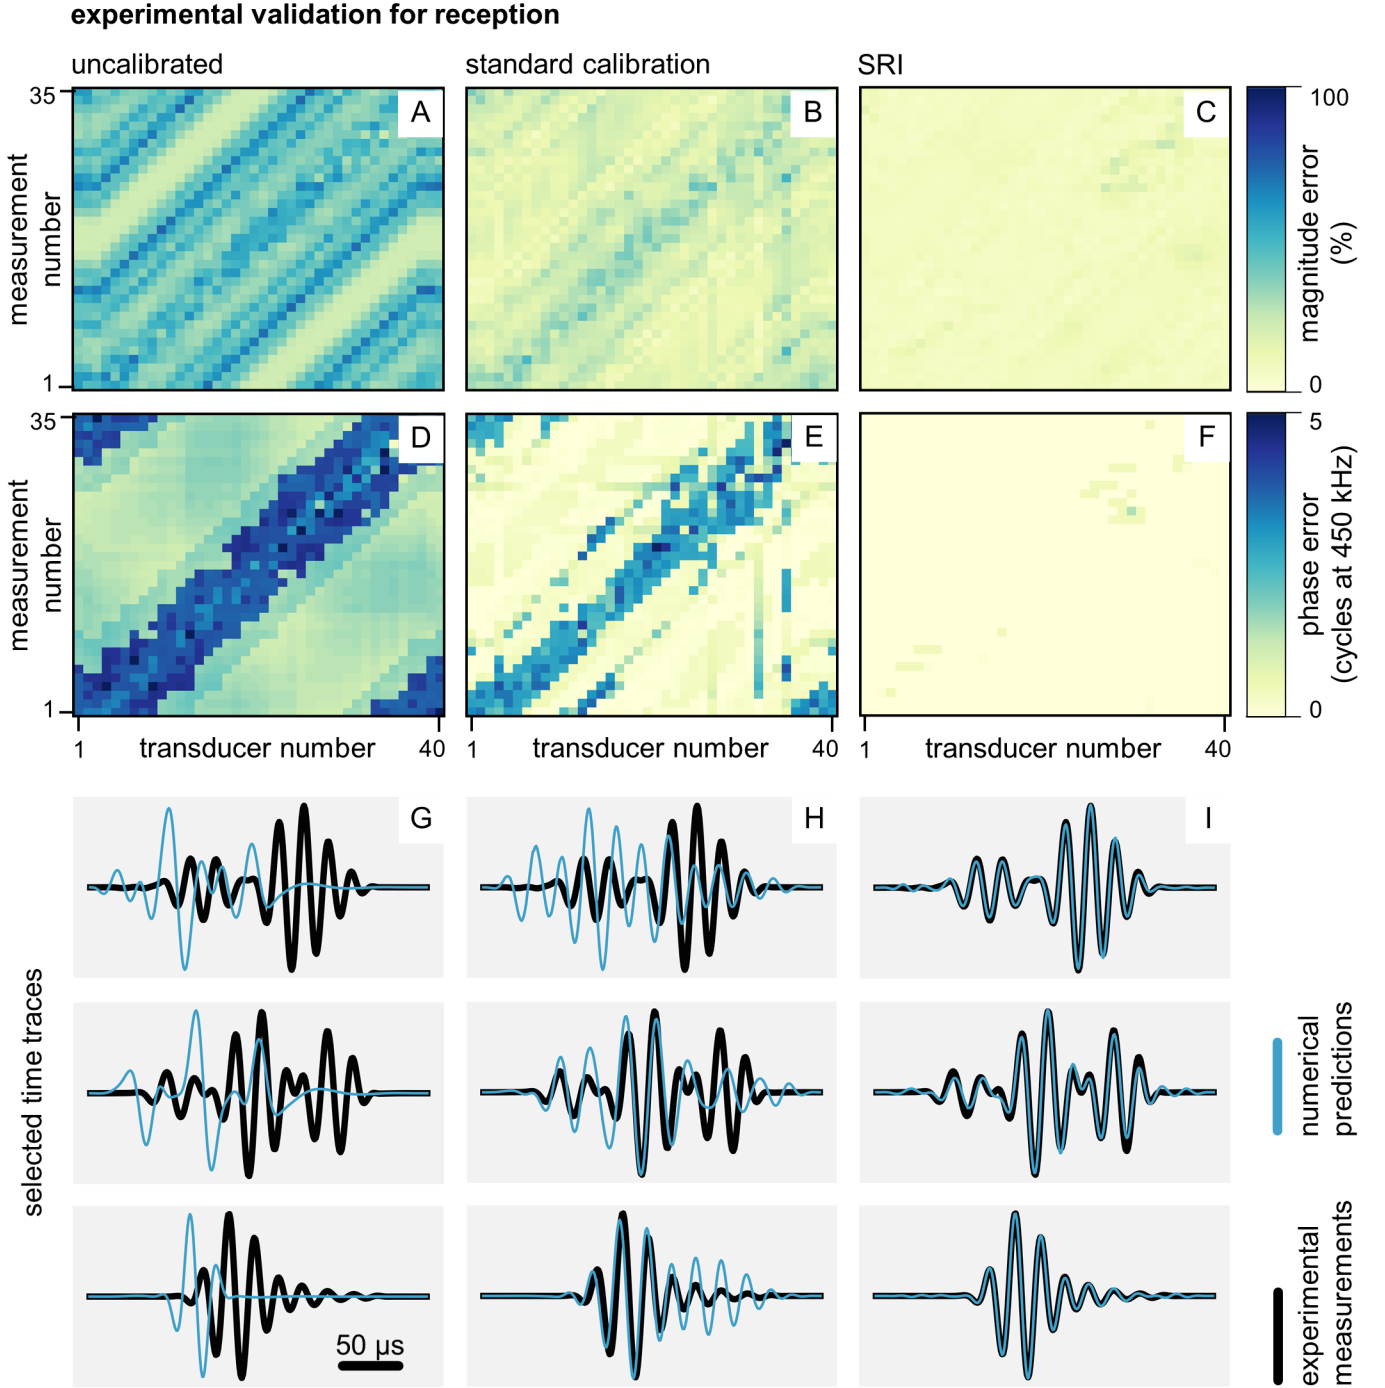 experimental validation for reception
uncalibrated
standard calibration
SRI
35
1
measurement
number
A
B
C
100
0
magnitude error
(%)
35
1
measurement
number
D
E
F
5
0
phase error
(cycles at 450 kHz)
1
transducer number
40
1
transducer number
40
1
transducer number
40
G
H
I
selected time traces
50 µs
numerical
predictions
experimental
measurements